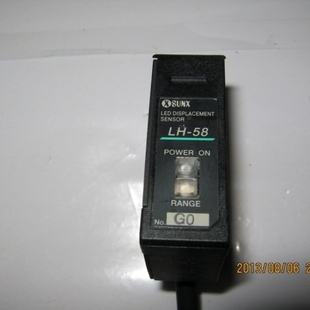 SUNX
LED DISPLACEMENT
SENSOR
LH-58
POWER ON
RANGE
No. G0
2013/08/06